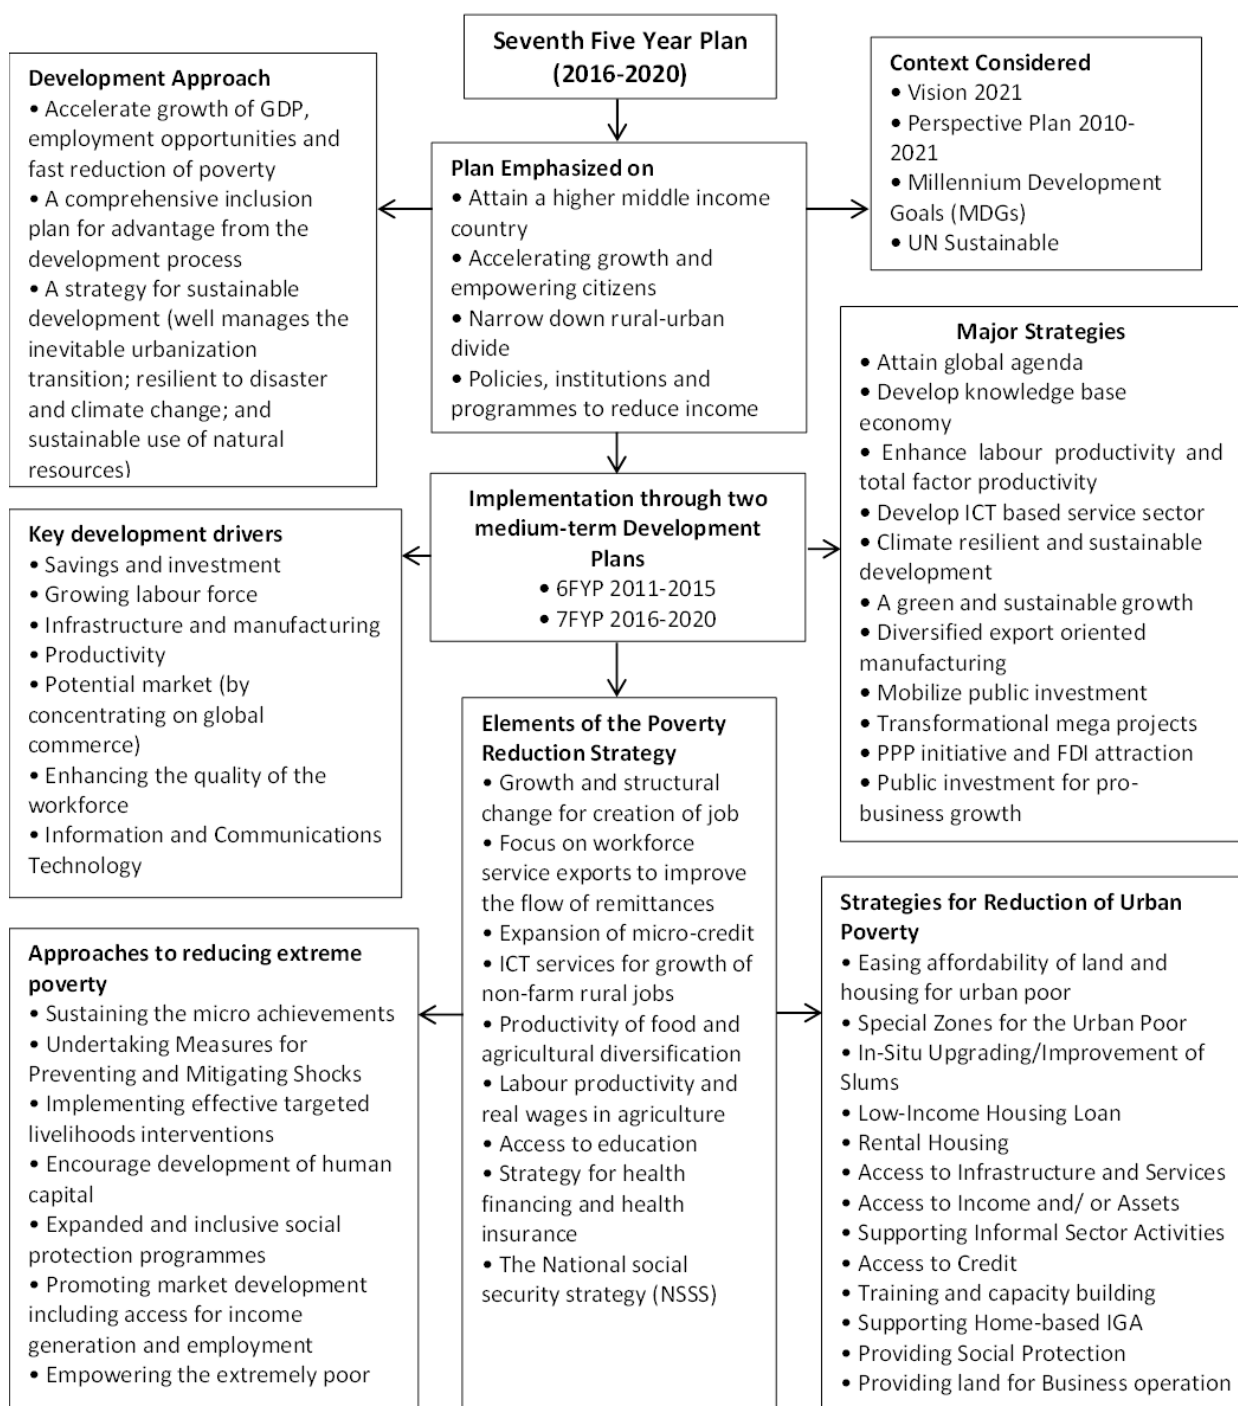 Seventh Five Year Plan
(2016-2020)
Development Approach
• Accelerate growth of GDP,
employment opportunities and
fast reduction of poverty
• A comprehensive inclusion
plan for advantage from the
development process
• A strategy for sustainable
development (well manages the
inevitable urbanization
transition; resilient to disaster
and climate change; and
sustainable use of natural
resources)
Plan Emphasized on
• Attain a higher middle income
country
• Accelerating growth and
empowering citizens
• Narrow down rural-urban
divide
• Policies, institutions and
programmes to reduce income
Context Considered
• Vision 2021
• Perspective Plan 2010-
2021
• Millennium Development
Goals (MDGs)
• UN Sustainable
Major Strategies
• Attain global agenda
• Develop knowledge base
economy
• Enhance labour productivity and
total factor productivity
• Develop ICT based service sector
• Climate resilient and sustainable
development
• A green and sustainable growth
• Diversified export oriented
manufacturing
• Mobilize public investment
• Transformational mega projects
• PPP initiative and FDI attraction
• Public investment for pro-
business growth
Implementation through two
medium-term Development
Plans
• 6FYP 2011-2015
• 7FYP 2016-2020
Key development drivers
• Savings and investment
• Growing labour force
• Infrastructure and manufacturing
• Productivity
• Potential market (by
concentrating on global
commerce)
• Enhancing the quality of the
workforce
• Information and Communications
Technology
Elements of the Poverty
Reduction Strategy
• Growth and structural
change for creation of job
• Focus on workforce
service exports to improve
the flow of remittances
• Expansion of micro-credit
• ICT services for growth of
non-farm rural jobs
• Productivity of food and
agricultural diversification
• Labour productivity and
real wages in agriculture
• Access to education
• Strategy for health
financing and health
insurance
• The National social
security strategy (NSSS)
Approaches to reducing extreme
poverty
• Sustaining the micro achievements
• Undertaking Measures for
Preventing and Mitigating Shocks
• Implementing effective targeted
livelihoods interventions
• Encourage development of human
capital
• Expanded and inclusive social
protection programmes
• Promoting market development
including access for income
generation and employment
• Empowering the extremely poor
Strategies for Reduction of Urban
Poverty
• Easing affordability of land and
housing for urban poor
• Special Zones for the Urban Poor
• In-Situ Upgrading/Improvement of
Slums
• Low-Income Housing Loan
• Rental Housing
• Access to Infrastructure and Services
• Access to Income and/ or Assets
• Supporting Informal Sector Activities
• Access to Credit
• Training and capacity building
• Supporting Home-based IGA
• Providing Social Protection
• Providing land for Business operation